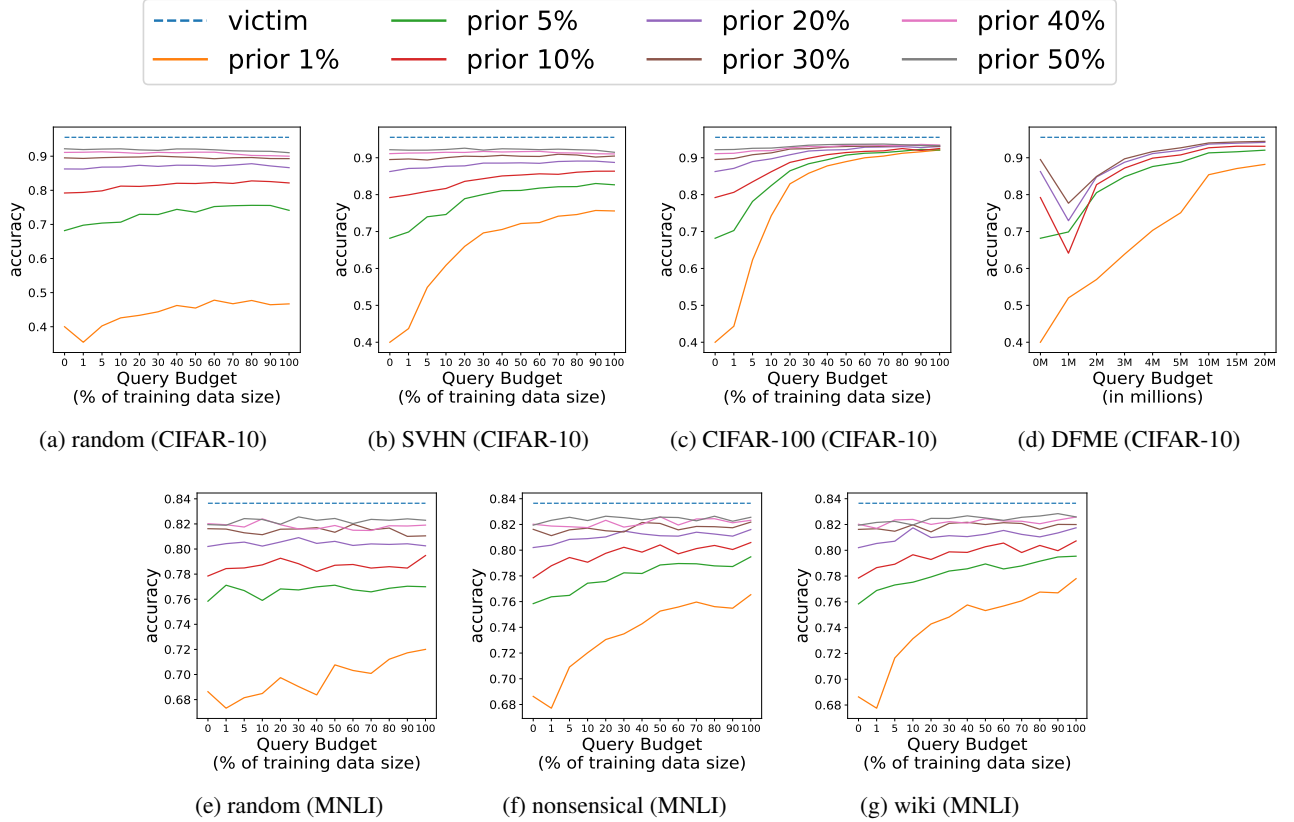 victim prior 5% prior 20% prior 40%
prior 1% prior 10% prior 30% prior 50%
accuracy
0.9
0.8
0.7
0.6
0.5
0.4
0 1 5 10 20 30 40 50 60 70 80 90 100
Query Budget
(% of training data size)
(a) random (CIFAR-10)
accuracy
0.9
0.8
0.7
0.6
0.5
0.4
0 1 5 10 20 30 40 50 60 70 80 90 100
Query Budget
(% of training data size)
(b) SVHN (CIFAR-10)
accuracy
0.9
0.8
0.7
0.6
0.5
0.4
0 1 5 10 20 30 40 50 60 70 80 90 100
Query Budget
(% of training data size)
(c) CIFAR-100 (CIFAR-10)
accuracy
0.9
0.8
0.7
0.6
0.5
0.4
0M 1M 2M 3M 4M 5M 10M 15M 20M
Query Budget
(in millions)
(d) DFME (CIFAR-10)
accuracy
0.84
0.82
0.80
0.78
0.76
0.74
0.72
0.70
0.68
0 1 5 10 20 30 40 50 60 70 80 90 100
Query Budget
(% of training data size)
(e) random (MNLI)
accuracy
0.84
0.82
0.80
0.78
0.76
0.74
0.72
0.70
0.68
0 1 5 10 20 30 40 50 60 70 80 90 100
Query Budget
(% of training data size)
(f) nonsensical (MNLI)
accuracy
0.84
0.82
0.80
0.78
0.76
0.74
0.72
0.70
0.68
0 1 5 10 20 30 40 50 60 70 80 90 100
Query Budget
(% of training data size)
(g) wiki (MNLI)